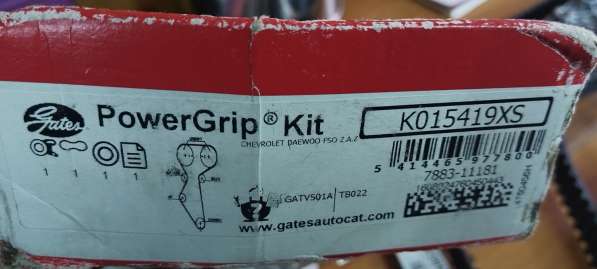 Gates
PowerGrip® Kit
K015419XS
CHEVROLET DAEWOO FSO Z.A.Z
5 414465 977800
7883-11181
1 1 1 1
GATV501A TB022
www.gatesautocat.com